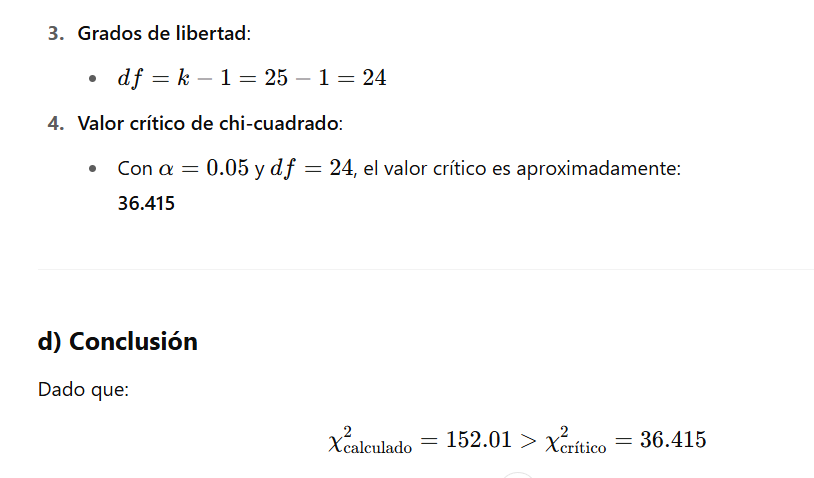 3. Grados de libertad:
• df = k − 1 = 25 − 1 = 24
4. Valor crítico de chi-cuadrado:
• Con α = 0.05 y df = 24, el valor crítico es aproximadamente:
36.415
d) Conclusión
Dado que:
χ²calculado = 152.01 > χ²crítico = 36.415